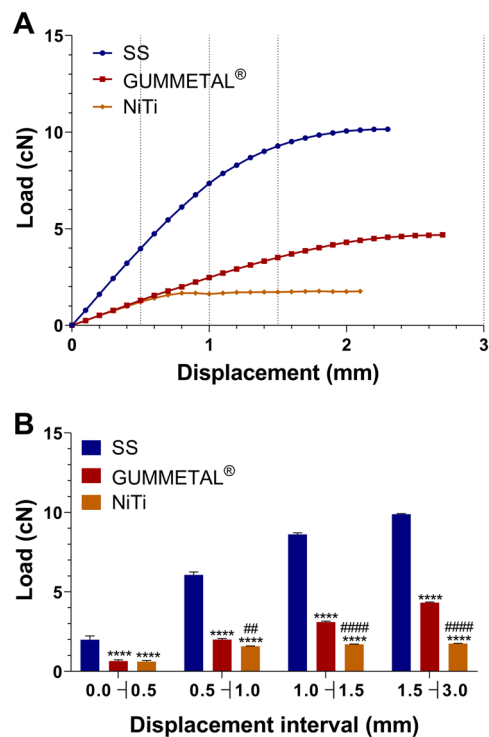 A
15
10
5
0
Load (cN)
SS
GUMMETAL®
NiTi
0 1 2 3
Displacement (mm)
B
15
10
5
0
Load (cN)
SS
GUMMETAL®
NiTi
**** ****
**** ## ****
**** #### ****
**** #### ****
0.0 ⊣ 0.5 0.5 ⊣ 1.0 1.0 ⊣ 1.5 1.5 ⊣ 3.0
Displacement interval (mm)